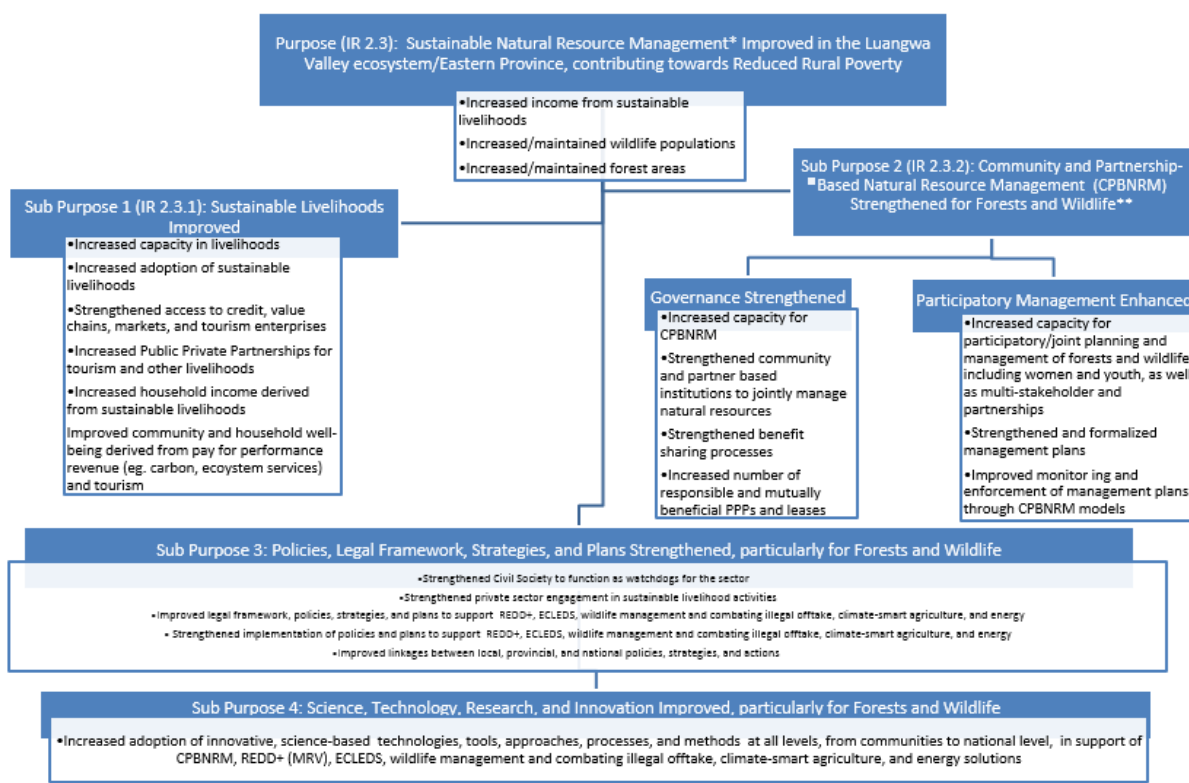 Purpose (IR 2.3): Sustainable Natural Resource Management* Improved in the Luangwa
Valley ecosystem/Eastern Province, contributing towards Reduced Rural Poverty
•Increased income from sustainable
livelihoods
•Increased/maintained wildlife populations
•Increased/maintained forest areas
Sub Purpose 1 (IR 2.3.1): Sustainable Livelihoods
Improved
•Increased capacity in livelihoods
•Increased adoption of sustainable
livelihoods
•Strengthened access to credit, value
chains, markets, and tourism enterprises
•Increased Public Private Partnerships for
tourism and other livelihoods
•Increased household income derived
from sustainable livelihoods
Improved community and household well-
being derived from pay for performance
revenue (eg. carbon, ecoystem services)
and tourism
Sub Purpose 2 (IR 2.3.2): Community and Partnership-
▪Based Natural Resource Management (CPBNRM)
Strengthened for Forests and Wildlife**
Governance Strengthened
•Increased capacity for
CPBNRM
•Strengthened community
and partner based
institutions to jointly manage
natural resources
•Strengthened benefit
sharing processes
•Increased number of
responsible and mutually
beneficial PPPs and leases
Participatory Management Enhanced
•Increased capacity for
participatory/joint planning and
management of forests and wildlife
including women and youth, as well
as multi-stakeholder and
partnerships
•Strengthened and formalized
management plans
•Improved monitor ing and
enforcement of management plans
through CPBNRM models
Sub Purpose 3: Policies, Legal Framework, Strategies, and Plans Strengthened, particularly for Forests and Wildlife
•Strengthened Civil Society to function as watchdogs for the sector
•Strengthened private sector engagement in sustainable livelihood activities
•Improved legal framework, policies, strategies, and plans to support REDD+, ECLEDS, wildlife management and combating illegal offtake, climate-smart agriculture, and energy
• Strengthened implementation of policies and plans to support REDD+, ECLEDS, wildlife management and combating illegal offtake, climate-smart agriculture, and energy
•Improved linkages between local, provincial, and national policies, strategies, and actions
Sub Purpose 4: Science, Technology, Research, and Innovation Improved, particularly for Forests and Wildlife
•Increased adoption of innovative, science-based technologies, tools, approaches, processes, and methods at all levels, from communities to national level, in support of
CPBNRM, REDD+ (MRV), ECLEDS, wildlife management and combating illegal offtake, climate-smart agriculture, and energy solutions